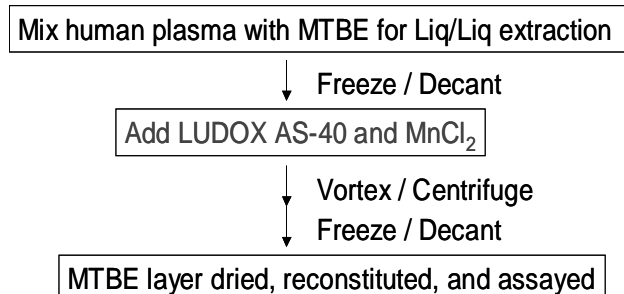 Mix human plasma with MTBE for Liq/Liq extraction
Freeze / Decant
Add LUDOX AS-40 and MnCl₂
Vortex / Centrifuge
Freeze / Decant
MTBE layer dried, reconstituted, and assayed